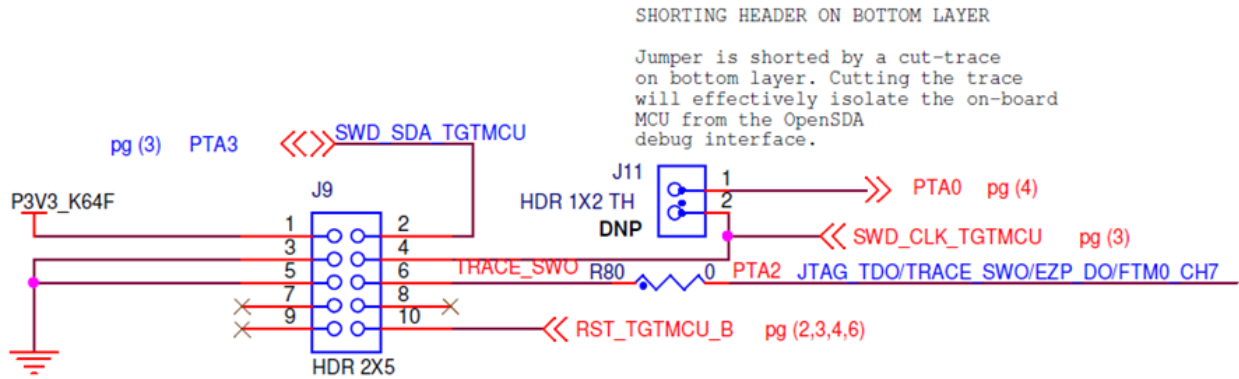 SHORTING HEADER ON BOTTOM LAYER
Jumper is shorted by a cut-trace
on bottom layer. Cutting the trace
will effectively isolate the on-board
MCU from the OpenSDA
debug interface.
pg (3) PTA3 SWD_SDA_TGTMCU
J11
1
PTA0 pg (4)
HDR 1X2 TH
2
DNP
SWD_CLK_TGTMCU pg (3)
P3V3_K64F
J9
1 2
3 4
5 6
TRACE_SWO R80 0 PTA2 JTAG_TDO/TRACE_SWO/EZP_DO/FTM0_CH7
7 8
9 10
RST_TGTMCU_B pg (2,3,4,6)
HDR 2X5